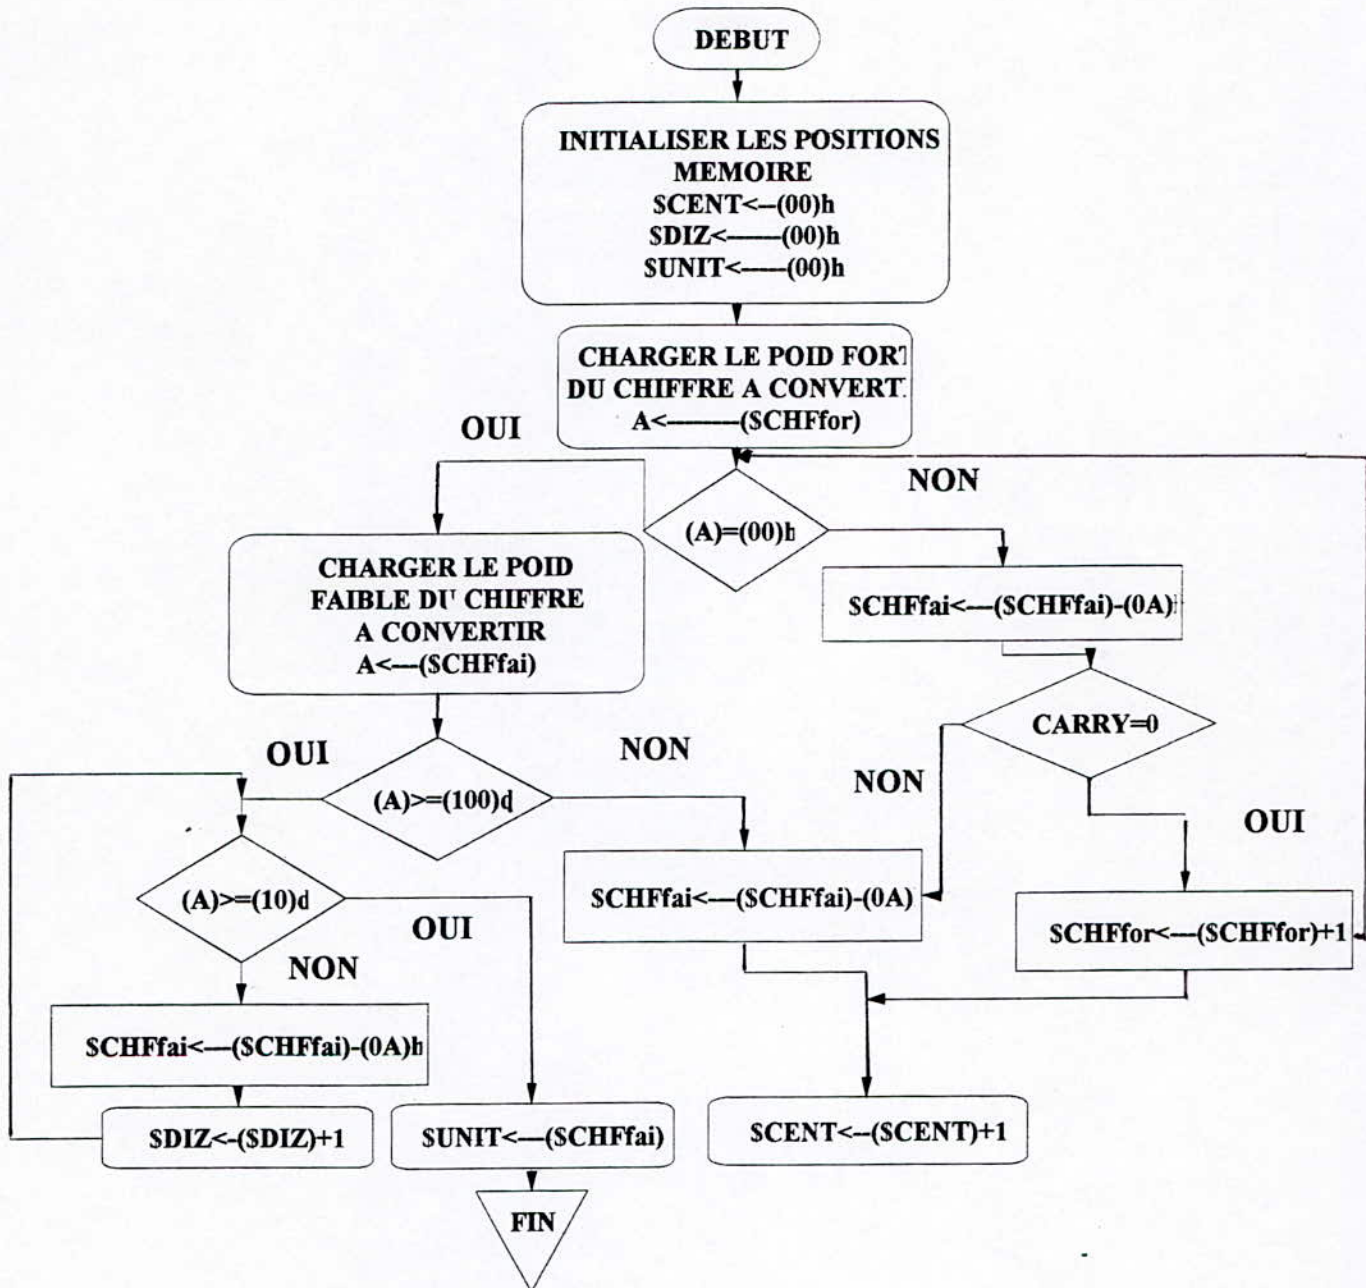 DEBUT
INITIALISER LES POSITIONS
MEMOIRE
$CENT<--(00)h
$DIZ<------(00)h
$UNIT<-----(00)h
CHARGER LE POID FORT
DU CHIFFRE A CONVERT
A<--------($CHFfor)
OUI
NON
(A)=(00)h
CHARGER LE POID
FAIBLE DU CHIFFRE
A CONVERTIR
A<---($CHFfai)
$CHFfai<---($CHFfai)-(0A)
CARRY=0
OUI
NON
NON
(A)>=(100)d
OUI
(A)>=(10)d
$CHFfai<---($CHFfai)-(0A)
OUI
$CHFfor<---($CHFfor)+1
NON
$CHFfai<---($CHFfai)-(0A)h
$DIZ<-($DIZ)+1
$UNIT<---($CHFfai)
$CENT<--($CENT)+1
FIN